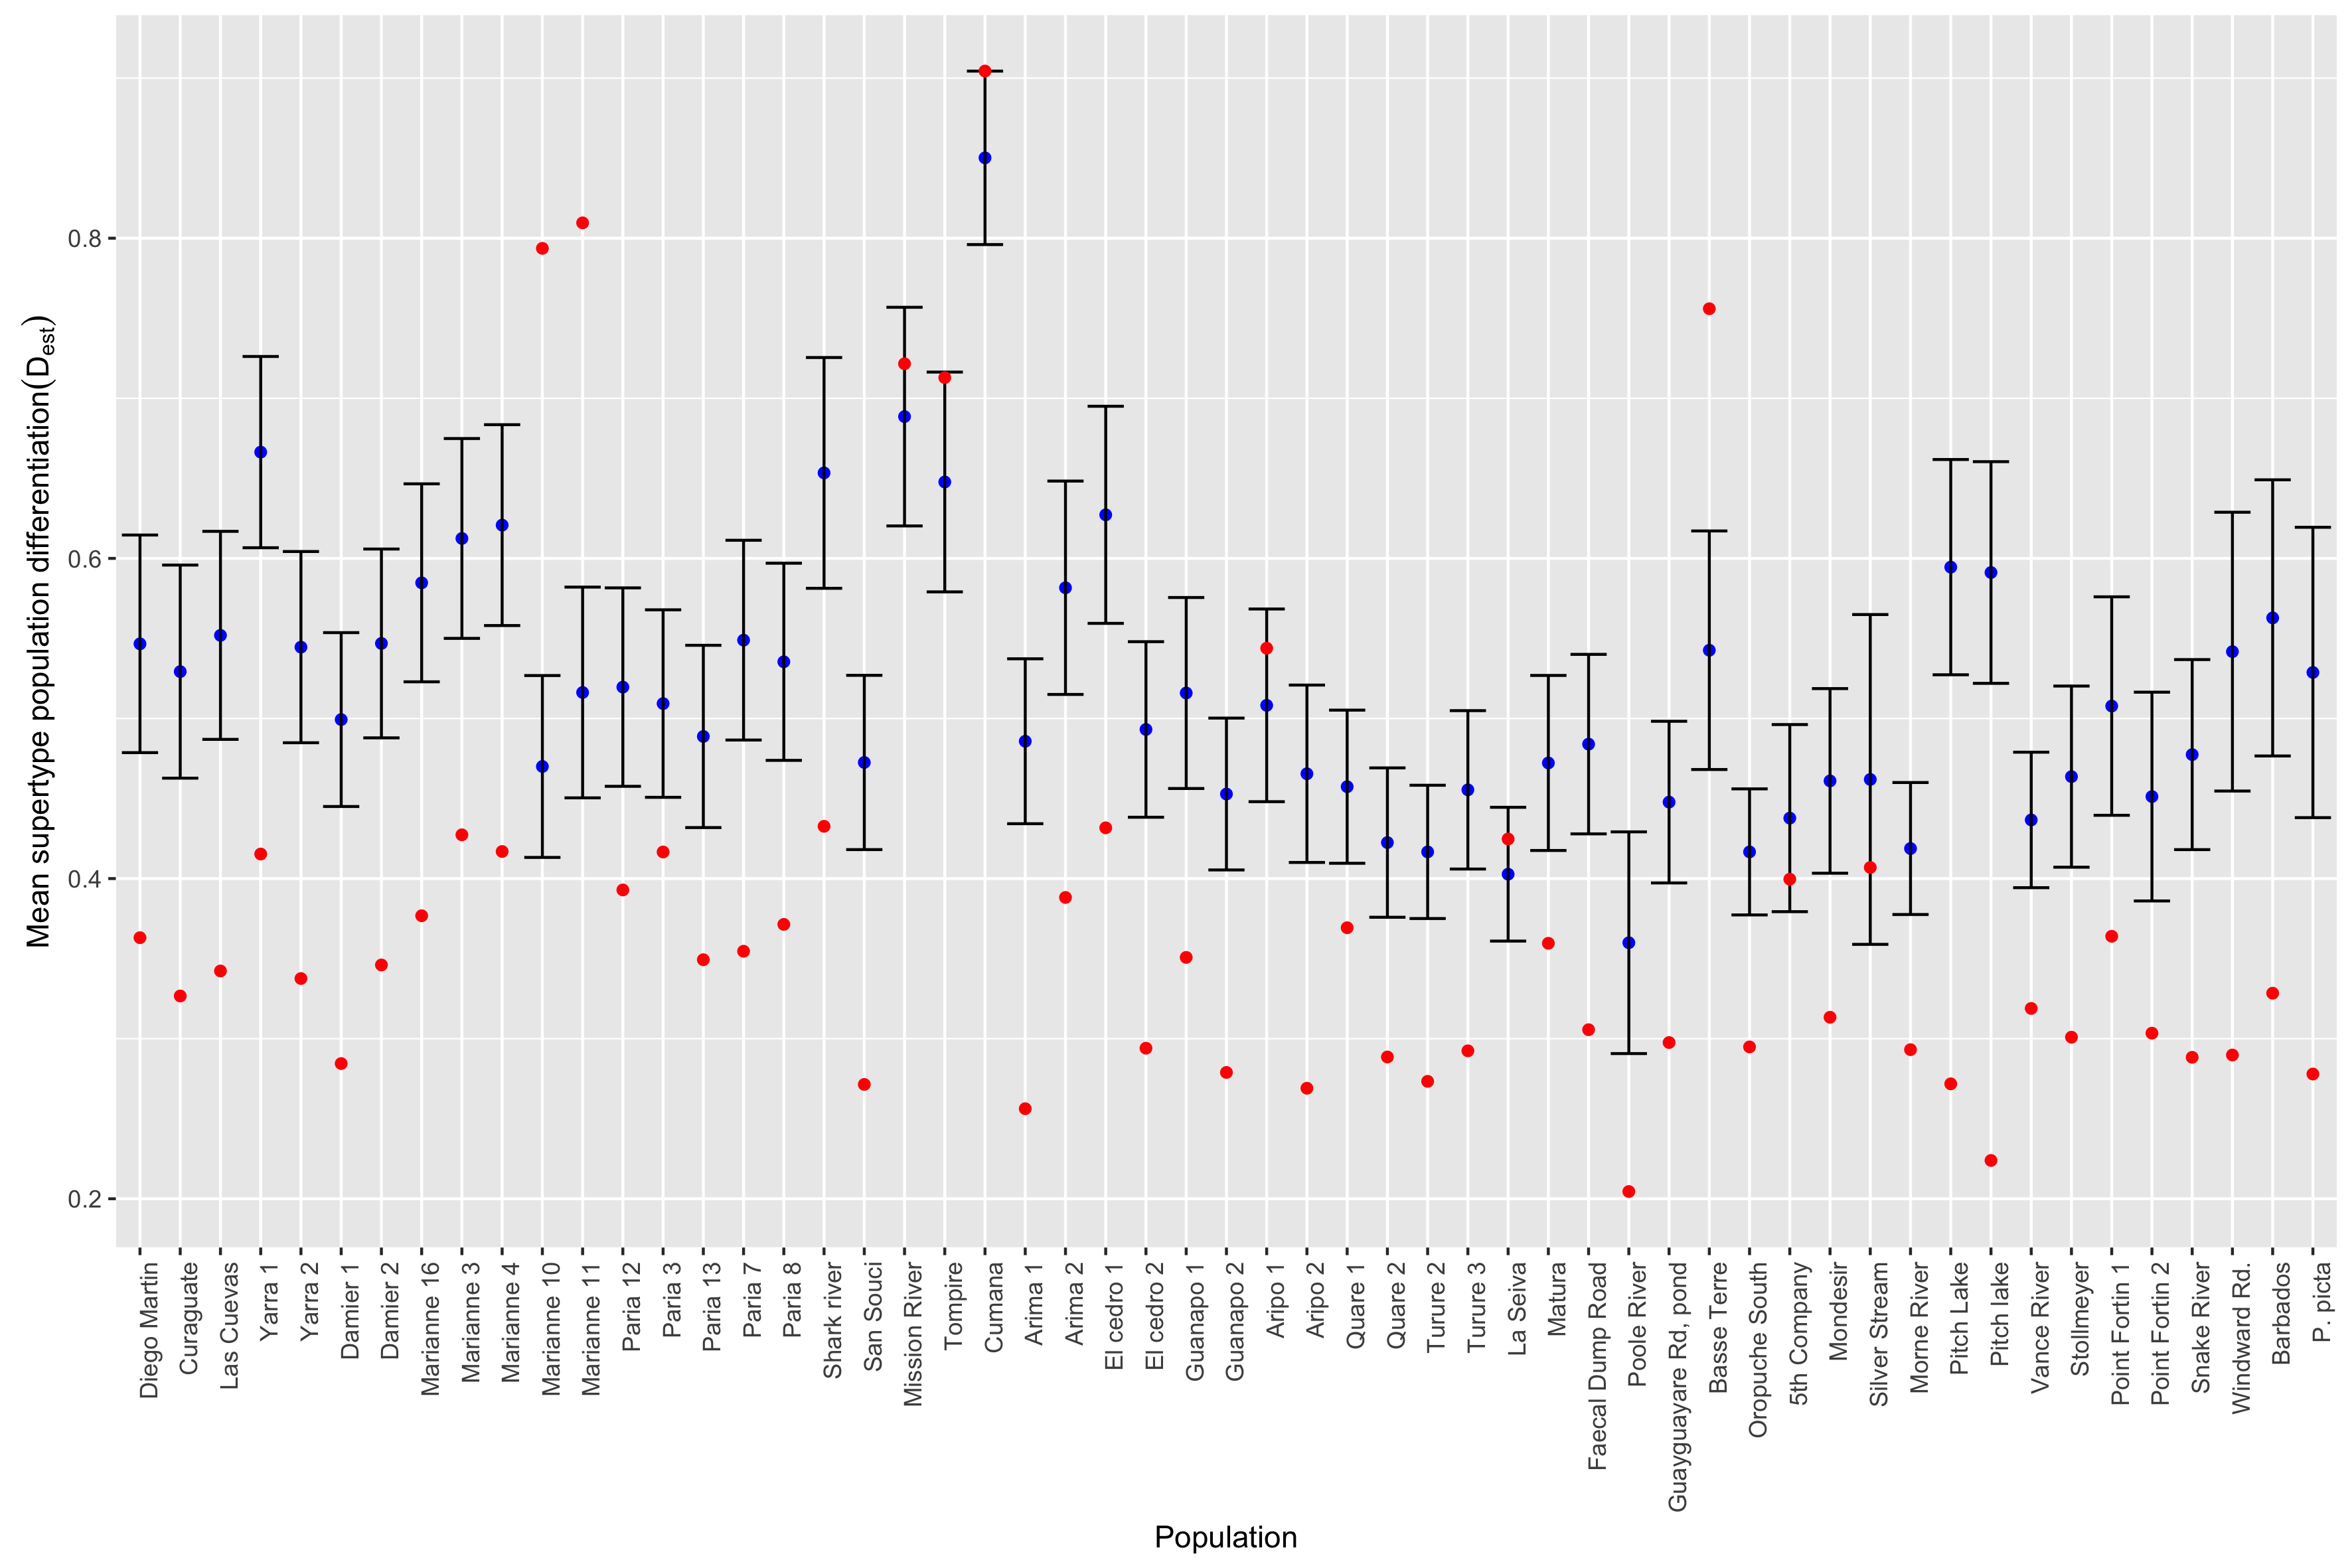 Mean supertype population differentiation(Dest)
0.8
0.6
0.4
0.2
Diego Martin
Curaguate
Las Cuevas
Yarra 1
Yarra 2
Damier 1
Damier 2
Marianne 16
Marianne 3
Marianne 4
Marianne 10
Marianne 11
Paria 12
Paria 3
Paria 13
Paria 7
Paria 8
Shark river
San Souci
Mission River
Tompire
Cumana
Arima 1
Arima 2
El cedro 1
El cedro 2
Guanapo 1
Guanapo 2
Aripo 1
Aripo 2
Quare 1
Quare 2
Turure 2
Turure 3
La Seiva
Matura
Faecal Dump Road
Poole River
Guayguayare Rd, pond
Basse Terre
Oropuche South
5th Company
Mondesir
Silver Stream
Morne River
Pitch Lake
Pitch lake
Vance River
Stollmeyer
Point Fortin 1
Point Fortin 2
Snake River
Windward Rd.
Barbados
P. picta
Population